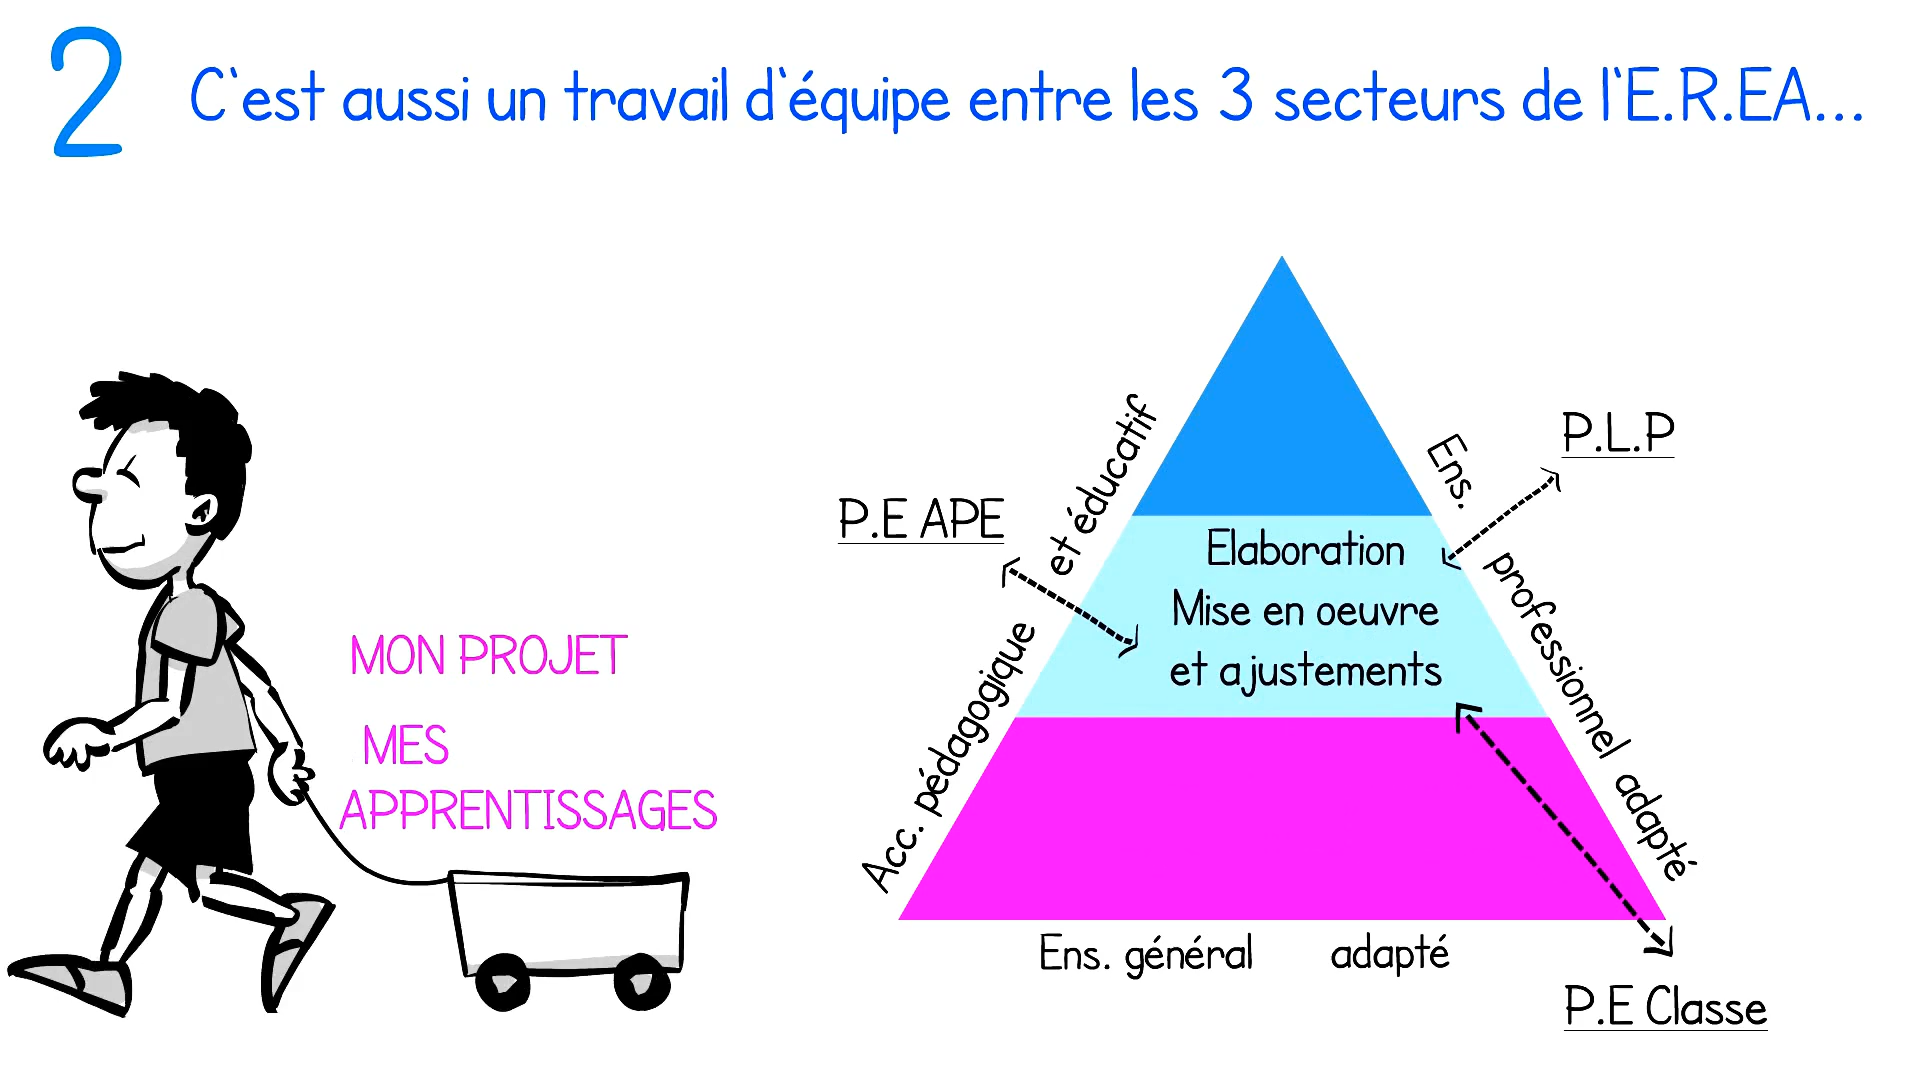 2
C'est aussi un travail d'équipe entre les 3 secteurs de l'E.R.EA...
MON PROJET
MES
APPRENTISSAGES
P.E APE
Acc. pédagogique et éducatif
Elaboration
Mise en oeuvre
et ajustements
P.L.P
Ens. professionnel adapté
Ens. général adapté
P.E Classe